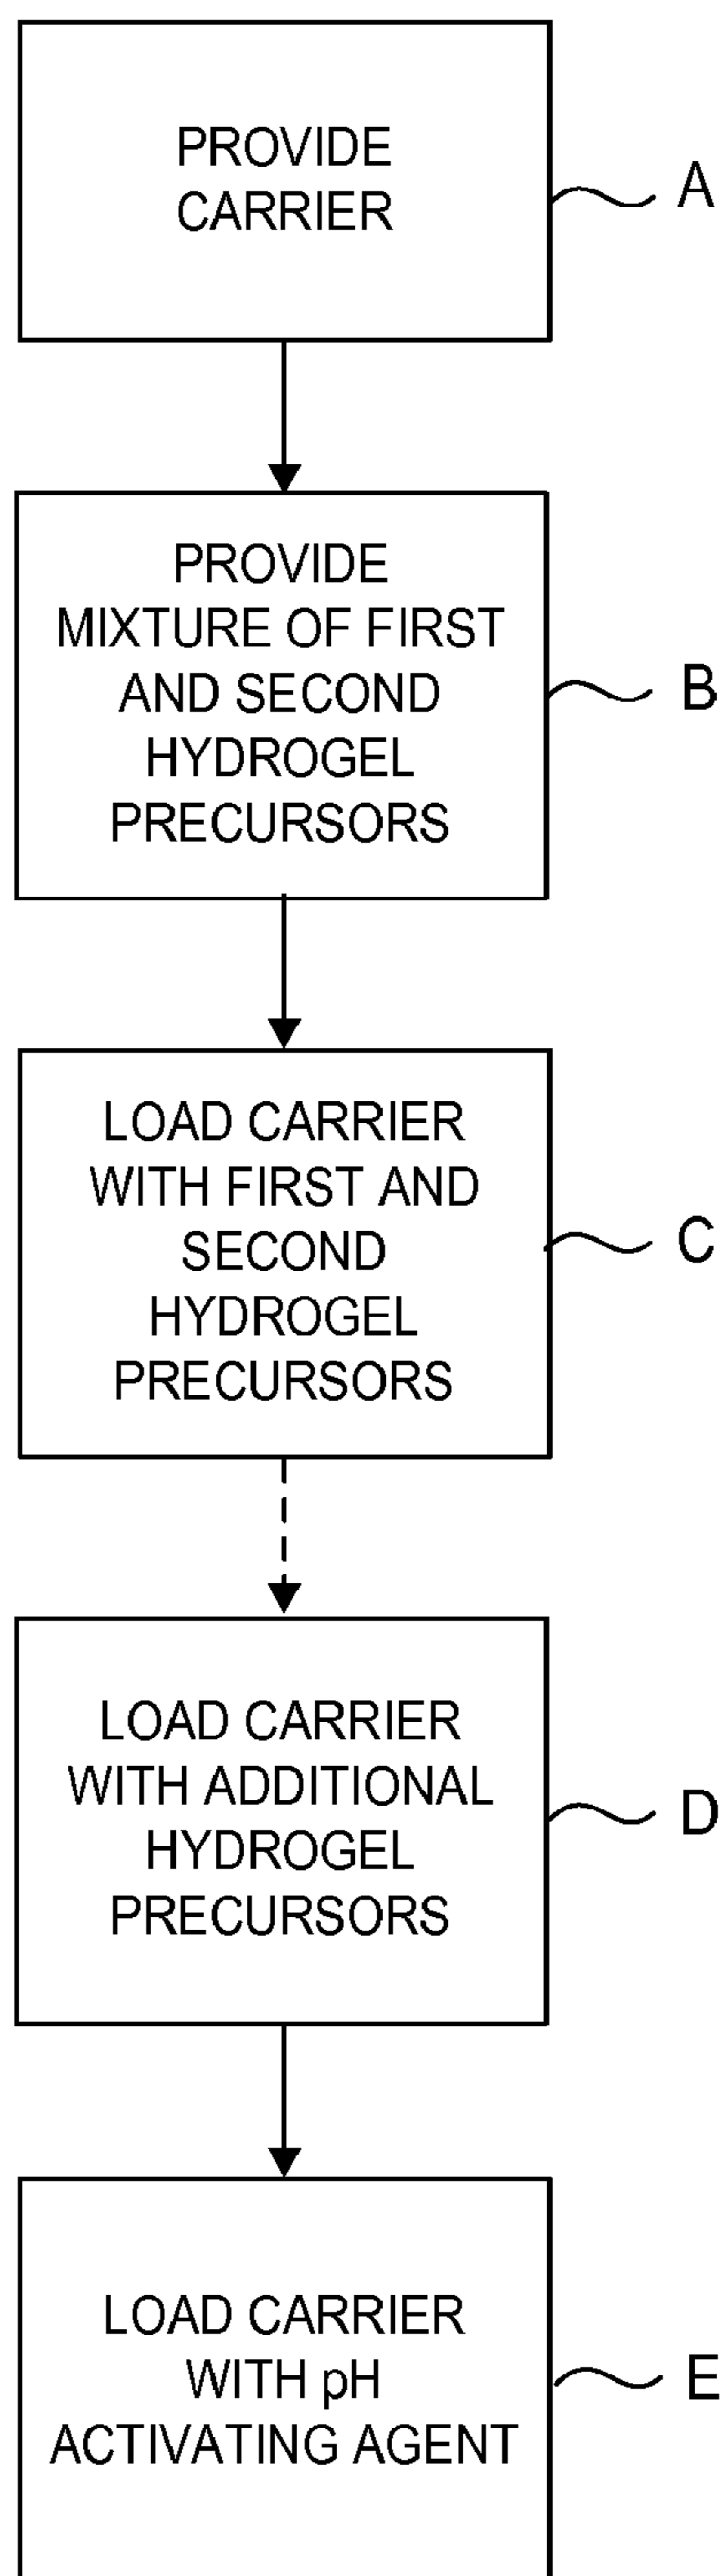 PROVIDE
CARRIER
A
PROVIDE
MIXTURE OF FIRST
AND SECOND
HYDROGEL
PRECURSORS
B
LOAD CARRIER
WITH FIRST AND
SECOND
HYDROGEL
PRECURSORS
C
LOAD CARRIER
WITH ADDITIONAL
HYDROGEL
PRECURSORS
D
LOAD CARRIER
WITH pH
ACTIVATING AGENT
E